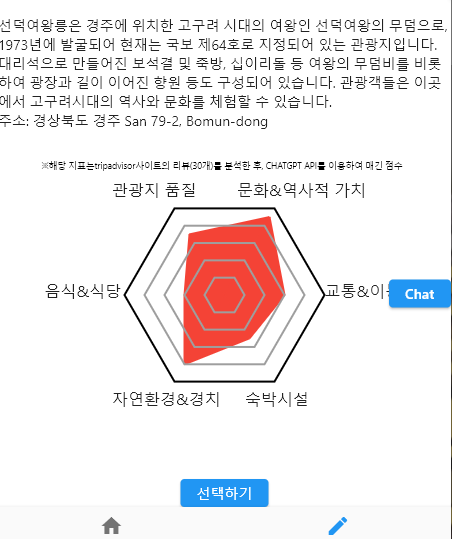 선덕여왕릉은 경주에 위치한 고구려 시대의 여왕인 선덕여왕의 무덤으로,
1973년에 발굴되어 현재는 국보 제64호로 지정되어 있는 관광지입니다.
대리석으로 만들어진 보석결 및 죽방, 십이리돌 등 여왕의 무덤비를 비롯
하여 광장과 길이 이어진 향원 등도 구성되어 있습니다. 관광객들은 이곳
에서 고구려시대의 역사와 문화를 체험할 수 있습니다.
주소: 경상북도 경주 San 79-2, Bomun-dong
※해당 지표는tripadvisor사이트의 리뷰(30개)를 분석한 후, CHATGPT API를 이용하여 매긴 점수
관광지 품질 문화&역사적 가치
음식&식당 교통&이
Chat
자연환경&경치 숙박시설
선택하기